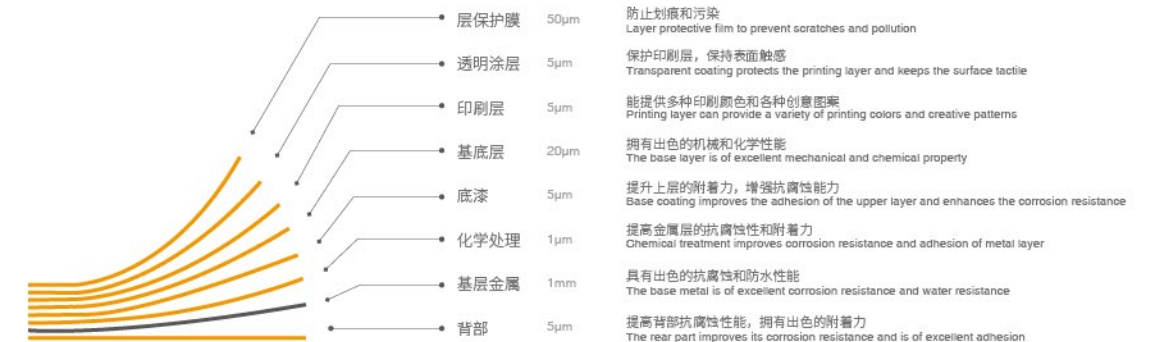 层保护膜 50μm 防止划痕和污染
Layer protective film to prevent scratches and pollution
透明涂层 5μm 保护印刷层，保持表面触感
Transparent coating protects the printing layer and keeps the surface tactile
印刷层 5μm 能提供多种印刷颜色和各种创意图案
Printing layer can provide a variety of printing colors and creative patterns
基底层 20μm 拥有出色的机械和化学性能
The base layer is of excellent mechanical and chemical property
底漆 5μm 提升上层的附着力，增强抗腐蚀能力
Base coating improves the adhesion of the upper layer and enhances the corrosion resistance
化学处理 1μm 提高金属层的抗腐蚀性和附着力
Chemical treatment improves corrosion resistance and adhesion of metal layer
基层金属 1mm 具有出色的抗腐蚀和防水性能
The base metal is of excellent corrosion resistance and water resistance
背部 5μm 提高背部抗腐蚀性能，拥有出色的附着力
The rear part improves its corrosion resistance and is of excellent adhesion